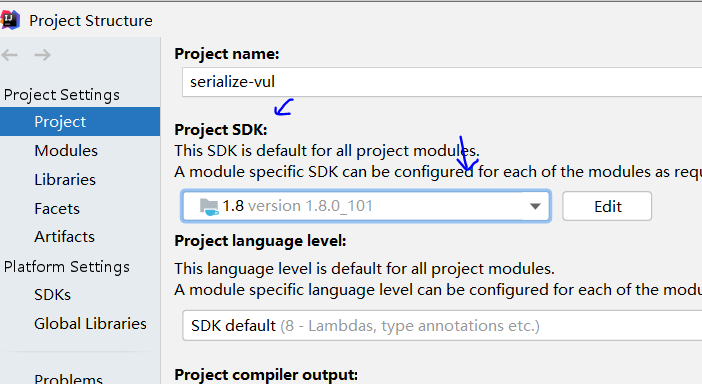 Project Structure
Project name:
serialize-vul
Project Settings
Project
Modules
Libraries
Facets
Artifacts
Platform Settings
SDKs
Global Libraries
Problems
Project SDK:
This SDK is default for all project modules.
A module specific SDK can be configured for each of the modules as requ
1.8 version 1.8.0_101
Edit
Project language level:
This language level is default for all project modules.
A module specific language level can be configured for each of the modu
SDK default (8 - Lambdas, type annotations etc.)
Project compiler output: